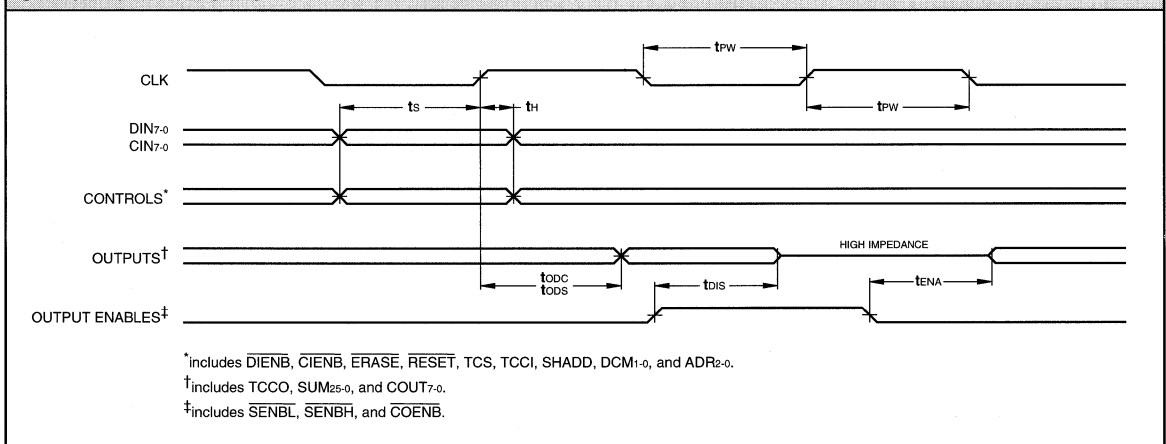 tPW
CLK
tS
tH
tPW
DIN7-0
CIN7-0
CONTROLS*
OUTPUTS†
HIGH IMPEDANCE
tODC
tODS
tDIS
tENA
OUTPUT ENABLES‡
*includes DIENB, CIENB, ERASE, RESET, TCS, TCCI, SHADD, DCM1-0, and ADR2-0.
†includes TCCO, SUM25-0, and COUT7-0.
‡includes SENBL, SENBH, and COENB.